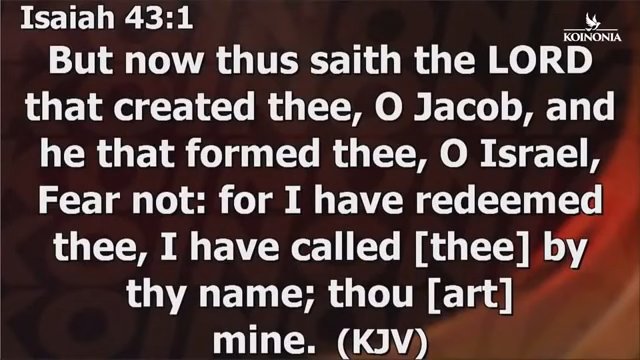 Isaiah 43:1
KOINONIA
But now thus saith the LORD
that created thee, O Jacob, and
he that formed thee, O Israel,
Fear not: for I have redeemed
thee, I have called [thee] by
thy name; thou [art]
mine. (KJV)